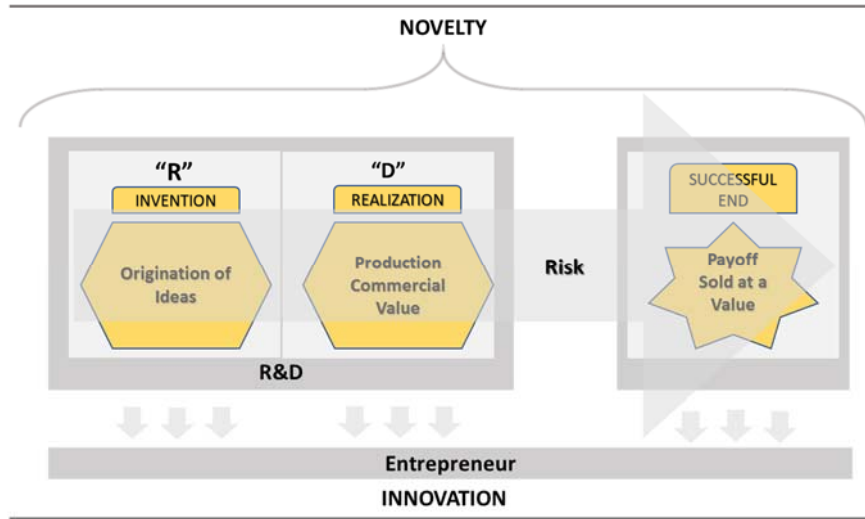 NOVELTY
“R”
INVENTION
Origination of
Ideas
“D”
REALIZATION
Production
Commercial
Value
R&D
Risk
SUCCESSFUL
END
Payoff
Sold at a
Value
Entrepreneur
INNOVATION